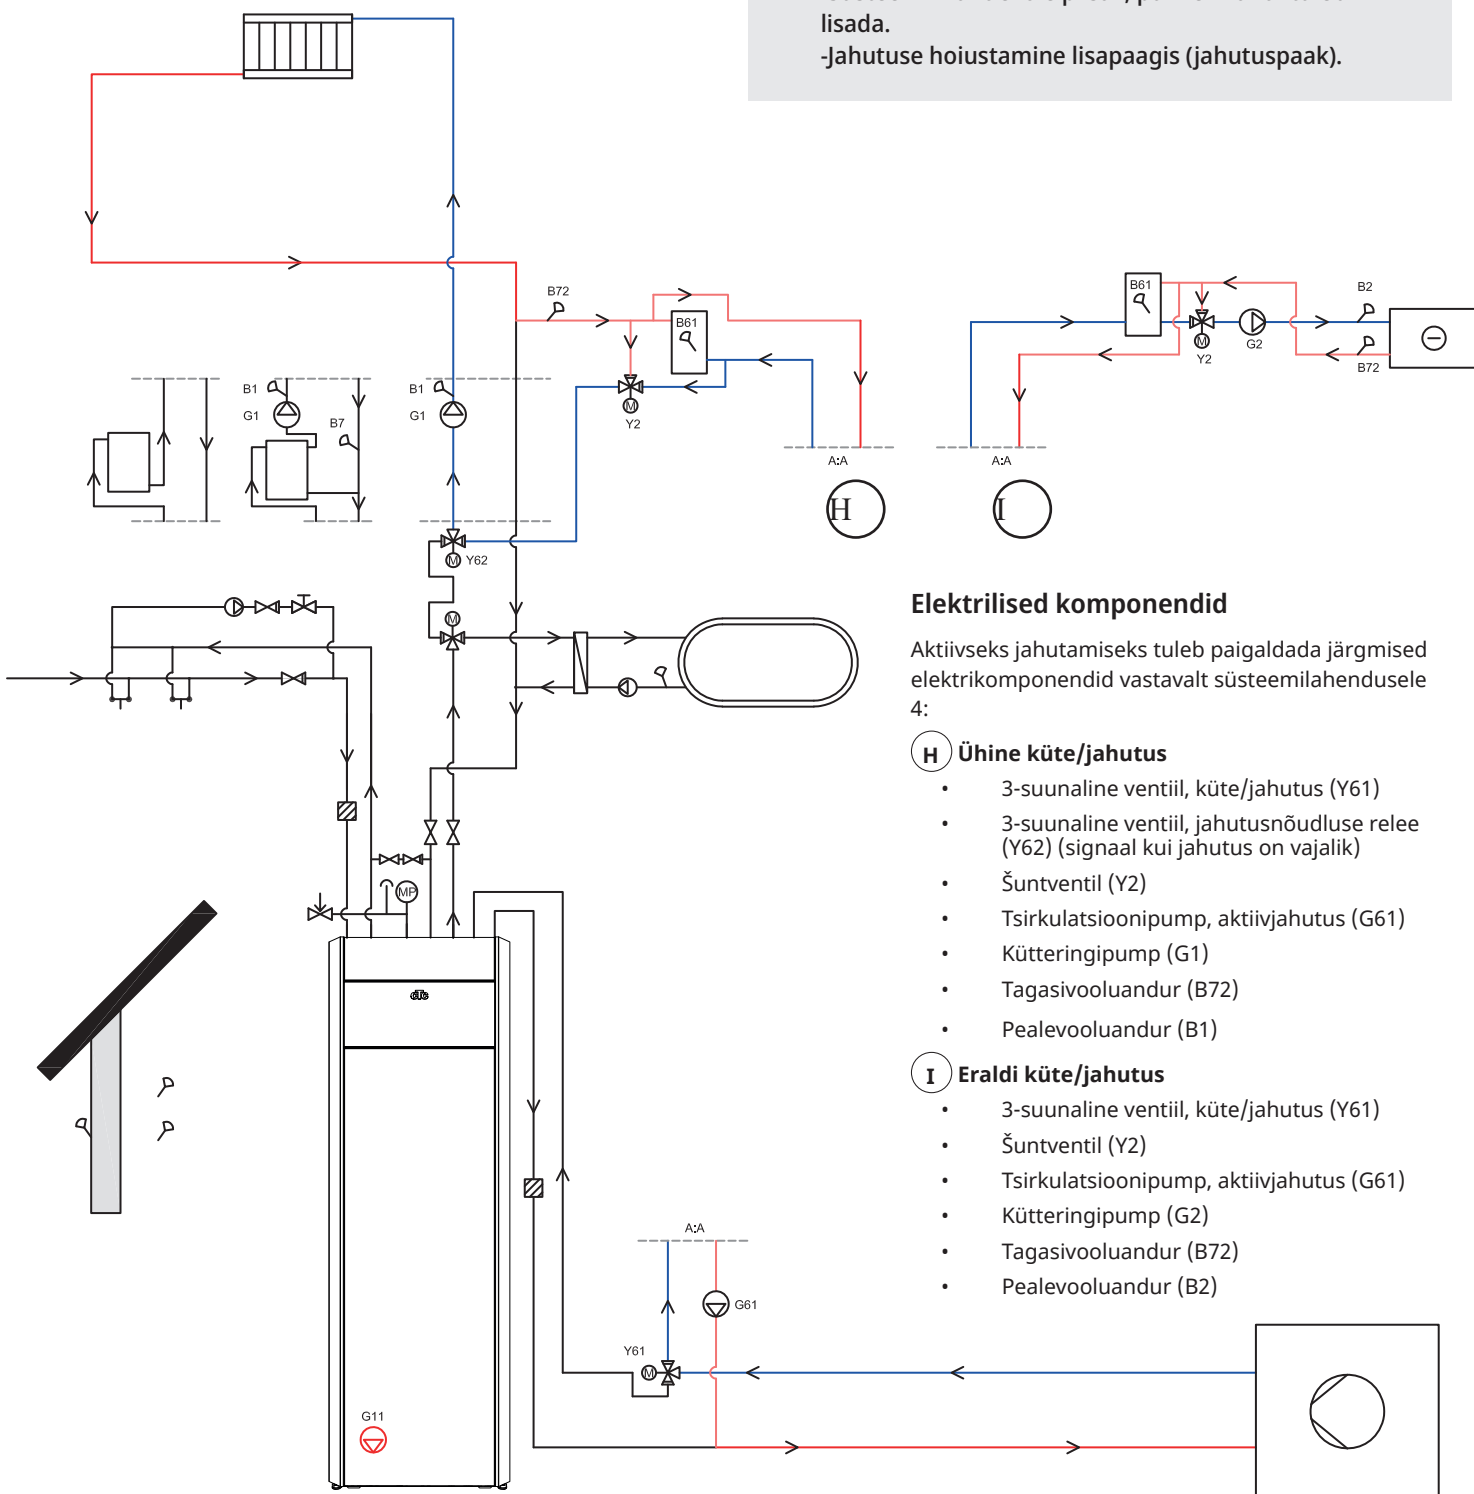 lisada.
-Jahutuse hoiustamine lisapaagis (jahutuspaak).
B72
B61
Y2
B1
G1
B7
B1
G1
A:A
H
B61
Y2
G2
B2
B72
A:A
I
M
M
M
Y62
M
MP
CTC
G11
A:A
G61
Y61
M
Elektrilised komponendid
Aktiivseks jahutamiseks tuleb paigaldada järgmised
elektrikomponendid vastavalt süsteemilahendusele
4:
H Ühine küte/jahutus
• 3-suunaline ventiil, küte/jahutus (Y61)
• 3-suunaline ventiil, jahutusnõudluse relee
(Y62) (signaal kui jahutus on vajalik)
• Šuntventil (Y2)
• Tsirkulatsioonipump, aktiivjahutus (G61)
• Kütteringipump (G1)
• Tagasivooluandur (B72)
• Pealevooluandur (B1)
I Eraldi küte/jahutus
• 3-suunaline ventiil, küte/jahutus (Y61)
• Šuntventil (Y2)
• Tsirkulatsioonipump, aktiivjahutus (G61)
• Kütteringipump (G2)
• Tagasivooluandur (B72)
• Pealevooluandur (B2)